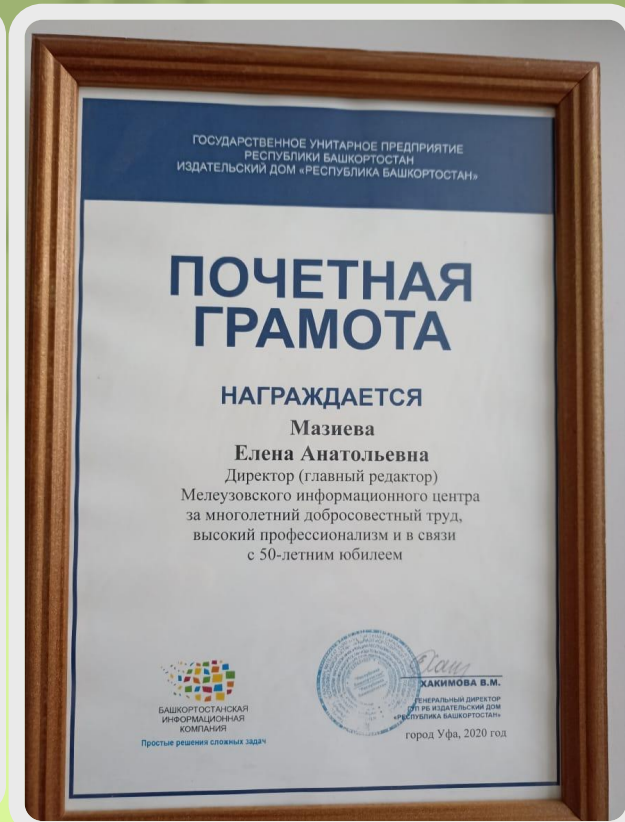 ГОСУДАРСТВЕННОЕ УНИТАРНОЕ ПРЕДПРИЯТИЕ
РЕСПУБЛИКИ БАШКОРТОСТАН
ИЗДАТЕЛЬСКИЙ ДОМ «РЕСПУБЛИКА БАШКОРТОСТАН»
ПОЧЕТНАЯ
ГРАМОТА
НАГРАЖДАЕТСЯ
Мазиева
Елена Анатольевна
Директор (главный редактор)
Мелеузовского информационного центра
за многолетний добросовестный труд,
высокий профессионализм и в связи
с 50-летним юбилеем
БАШКОРТОСТАНСКАЯ
ИНФОРМАЦИОННАЯ
КОМПАНИЯ
Простые решения сложных задач
ХАКИМОВА В.М.
ГЕНЕРАЛЬНЫЙ ДИРЕКТОР
ГУП РБ ИЗДАТЕЛЬСКИЙ ДОМ
«РЕСПУБЛИКА БАШКОРТОСТАН»
город Уфа, 2020 год